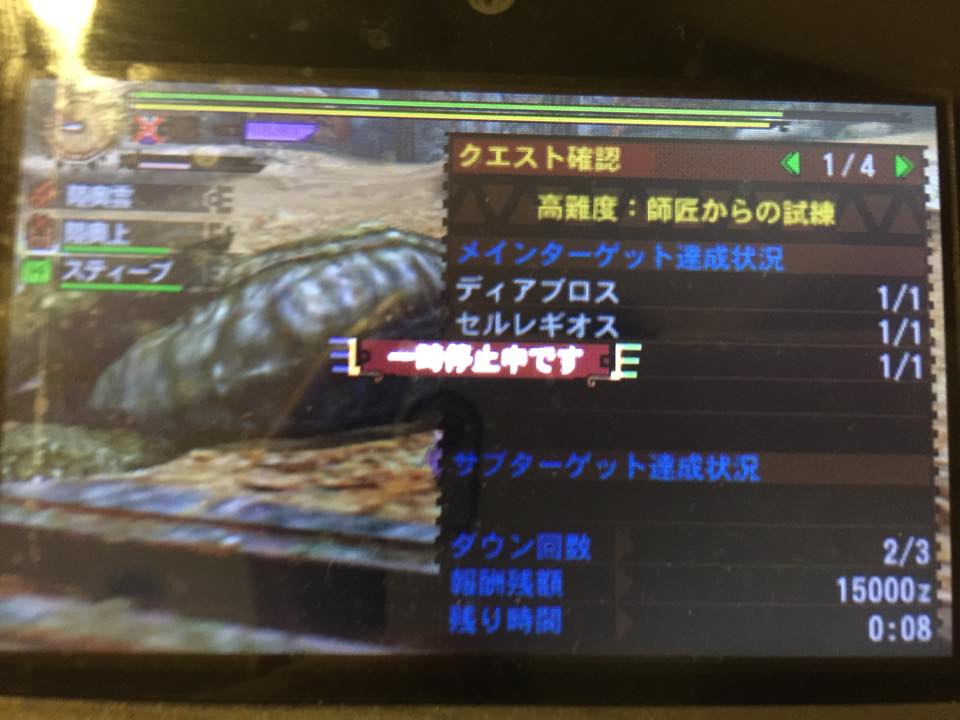 クエスト確認
1/4
高難度：師匠からの試練
メインターゲット達成状況
ディアブロス 1/1
セルレギオス 1/1
一時停止中です 1/1
スティーブ
サブターゲット達成状況
ダウン回数 2/3
報酬残額 15000z
残り時間 0:08